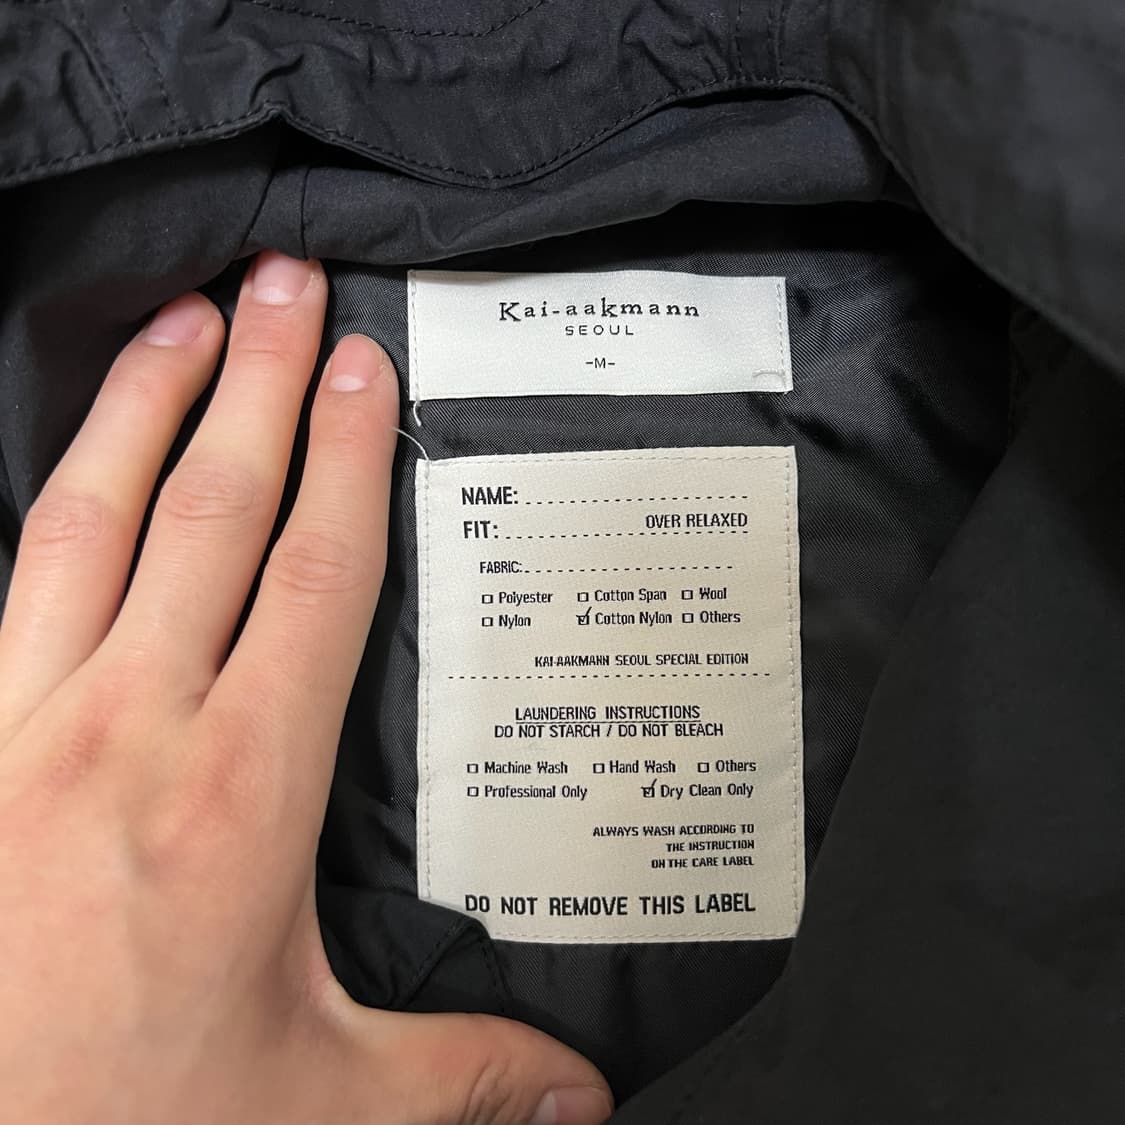 Kai-aakmann
SEOUL
-M-
NAME:
FIT: OVER RELAXED
FABRIC:
Polyester Cotton Span Wool
Nylon Cotton Nylon Others
KAI-AAKMANN SEOUL SPECIAL EDITION
LAUNDERING INSTRUCTIONS
DO NOT STARCH / DO NOT BLEACH
Machine Wash Hand Wash Others
Professional Only Dry Clean Only
ALWAYS WASH ACCORDING TO
THE INSTRUCTION
ON THE CARE LABEL
DO NOT REMOVE THIS LABEL